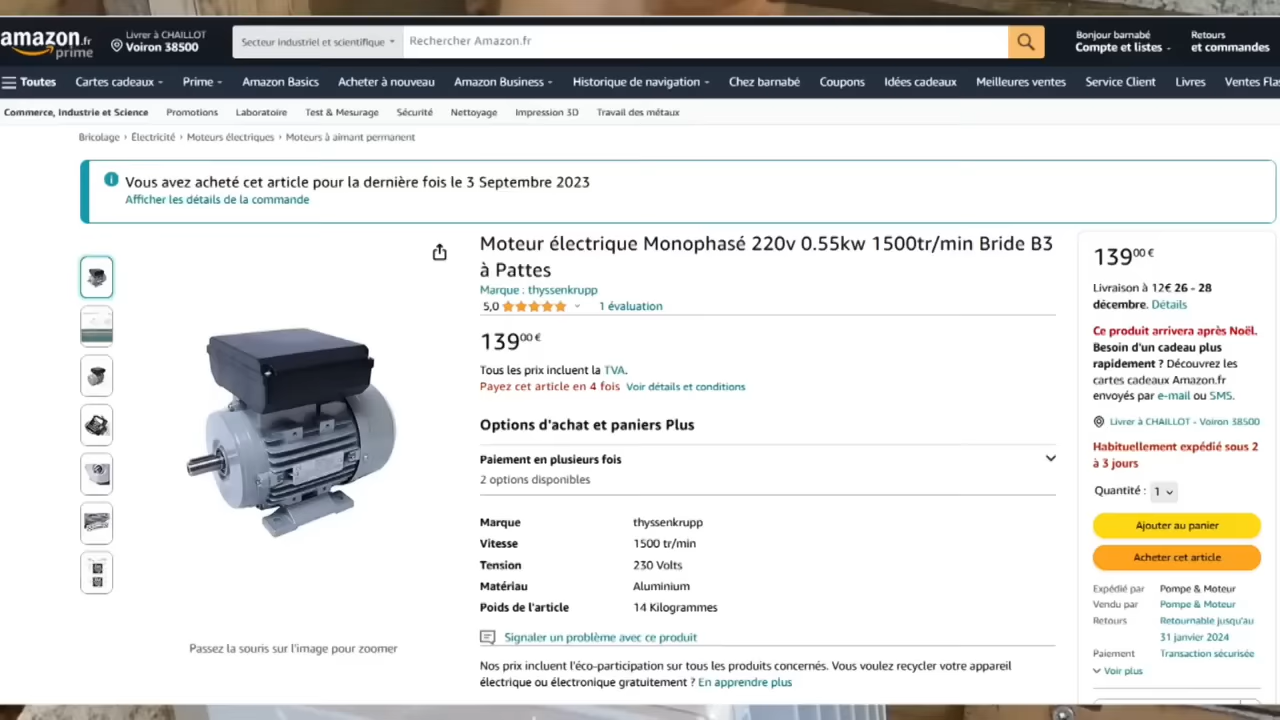 amazon.fr
prime
Livrer à CHAILLOT
Voiron 38500
Secteur industriel et scientifique
Rechercher Amazon.fr
Bonjour barnabé
Compte et listes
Retours
et commandes
Toutes
Cartes cadeaux
Prime
Amazon Basics
Acheter à nouveau
Amazon Business
Historique de navigation
Chez barnabé
Coupons
Idées cadeaux
Meilleures ventes
Service Client
Livres
Ventes Fla
Commerce, Industrie et Science
Promotions
Laboratoire
Test & Mesurage
Sécurité
Nettoyage
Impression 3D
Travail des métaux
Bricolage › Électricité › Moteurs électriques › Moteurs à aimant permanent
Vous avez acheté cet article pour la dernière fois le 3 Septembre 2023
Afficher les détails de la commande
Moteur électrique Monophasé 220v 0.55kw 1500tr/min Bride B3
à Pattes
Marque : thyssenkrupp
5,0
1 évaluation
13900 €
Tous les prix incluent la TVA.
Payez cet article en 4 fois Voir détails et conditions
Options d'achat et paniers Plus
Paiement en plusieurs fois
2 options disponibles
Marque thyssenkrupp
Vitesse 1500 tr/min
Tension 230 Volts
Matériau Aluminium
Poids de l'article 14 Kilogrammes
Signaler un problème avec ce produit
Nos prix incluent l'éco-participation sur tous les produits concernés. Vous voulez recycler votre appareil
électrique ou électronique gratuitement ? En apprendre plus
Passez la souris sur l'image pour zoomer
13900 €
Livraison à 12€ 26 - 28
décembre. Détails
Ce produit arrivera après Noël.
Besoin d'un cadeau plus
rapidement ? Découvrez les
cartes cadeaux Amazon.fr
envoyés par e-mail ou SMS.
Livrer à CHAILLOT - Voiron 38500
Habituellement expédié sous 2
à 3 jours
Quantité : 1
Ajouter au panier
Acheter cet article
Expédié par Pompe & Moteur
Vendu par Pompe & Moteur
Retours Retournable jusqu'au
31 janvier 2024
Paiement Transaction sécurisée
Voir plus